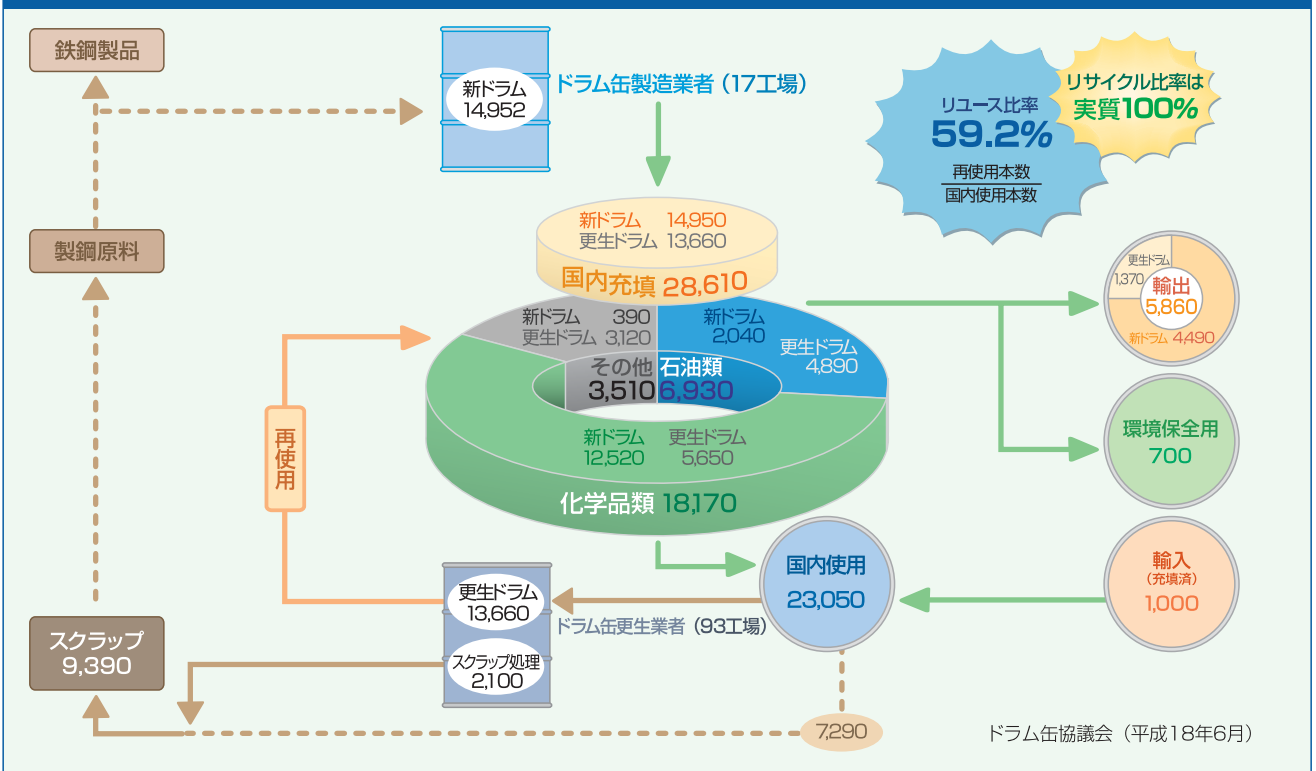 鉄鋼製品
新ドラム
14,952
ドラム缶製造業者（17工場）
リユース比率
59.2%
再使用本数
国内使用本数
リサイクル比率は
実質100%
製鋼原料
新ドラム 14,950
更生ドラム 13,660
国内充填 28,610
新ドラム 390
更生ドラム 3,120
その他
3,510
新ドラム
2,040
更生ドラム
4,890
石油類
6,930
新ドラム
12,520
更生ドラム
5,650
化学品類 18,170
更生ドラム
1,370
輸出
5,860
新ドラム 4,490
環境保全用
700
再使用
国内使用
23,050
輸入
（充填済）
1,000
更生ドラム
13,660
ドラム缶更生業者（93工場）
スクラップ処理
2,100
スクラップ
9,390
7,290
ドラム缶協議会（平成18年6月）